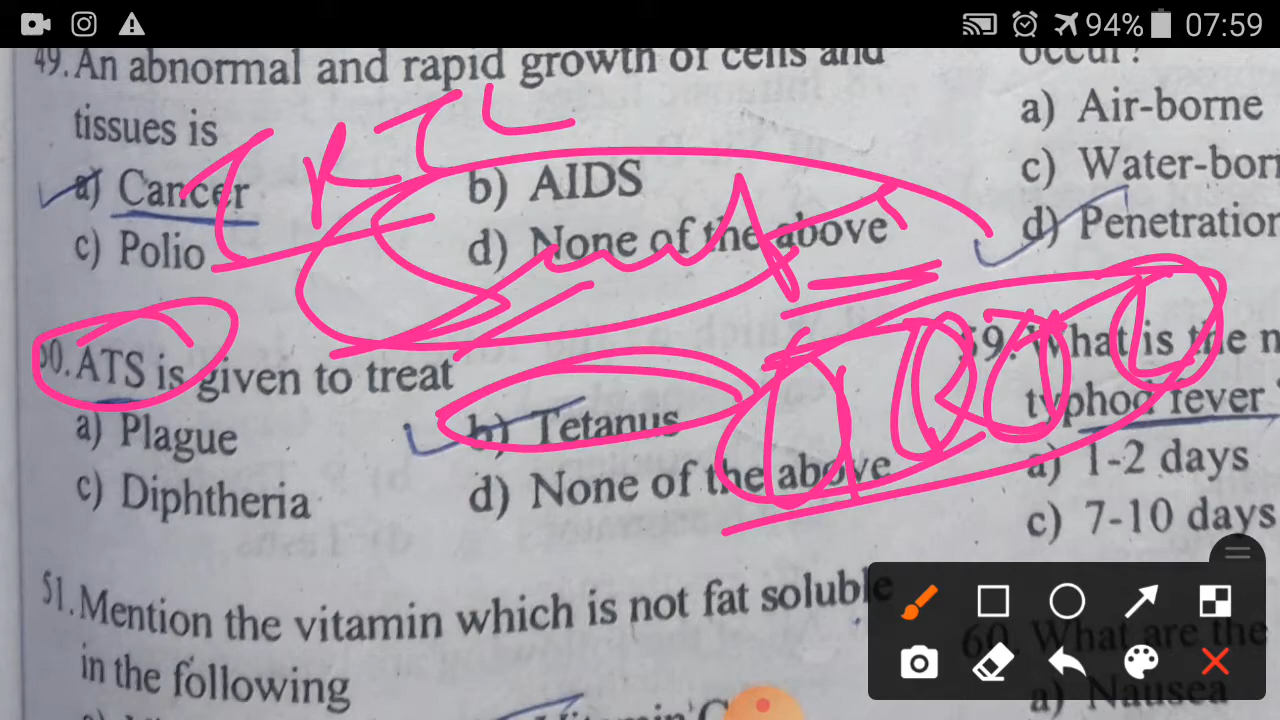 94% 07:59
49. An abnormal and rapid growth of cells and
tissues is
a) Cancer b) AIDS
c) Polio d) None of the above
50. ATS is given to treat
a) Plague b) Tetanus
c) Diphtheria d) None of the above
51. Mention the vitamin which is not fat soluble
in the following
occur?
a) Air-borne
c) Water-born
d) Penetration
59. What is the
typhod fever
a) 1-2 days
c) 7-10 days
60. What are the
a) Nausea